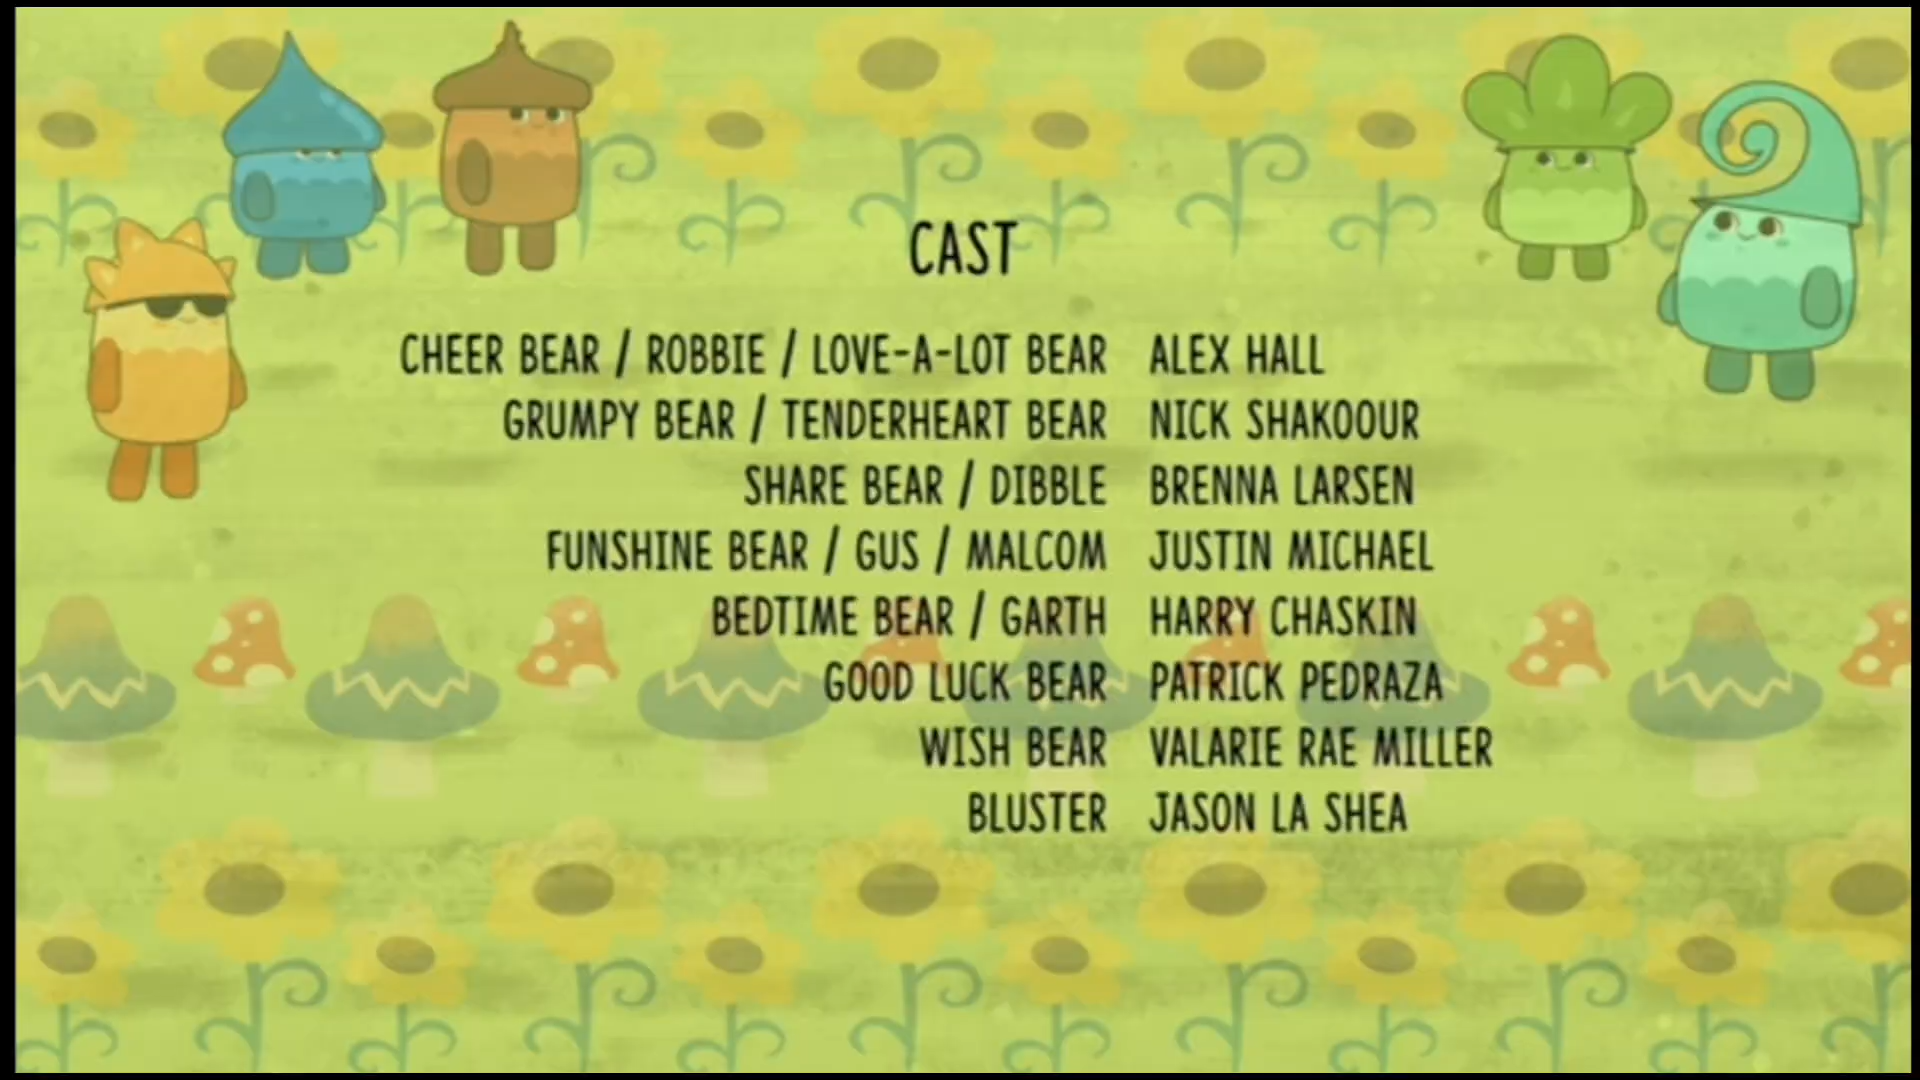 CAST
CHEER BEAR / ROBBIE / LOVE-A-LOT BEAR ALEX HALL
GRUMPY BEAR / TENDERHEART BEAR NICK SHAKOOUR
SHARE BEAR / DIBBLE BRENNA LARSEN
FUNSHINE BEAR / GUS / MALCOM JUSTIN MICHAEL
BEDTIME BEAR / GARTH HARRY CHASKIN
GOOD LUCK BEAR PATRICK PEDRAZA
WISH BEAR VALARIE RAE MILLER
BLUSTER JASON LA SHEA